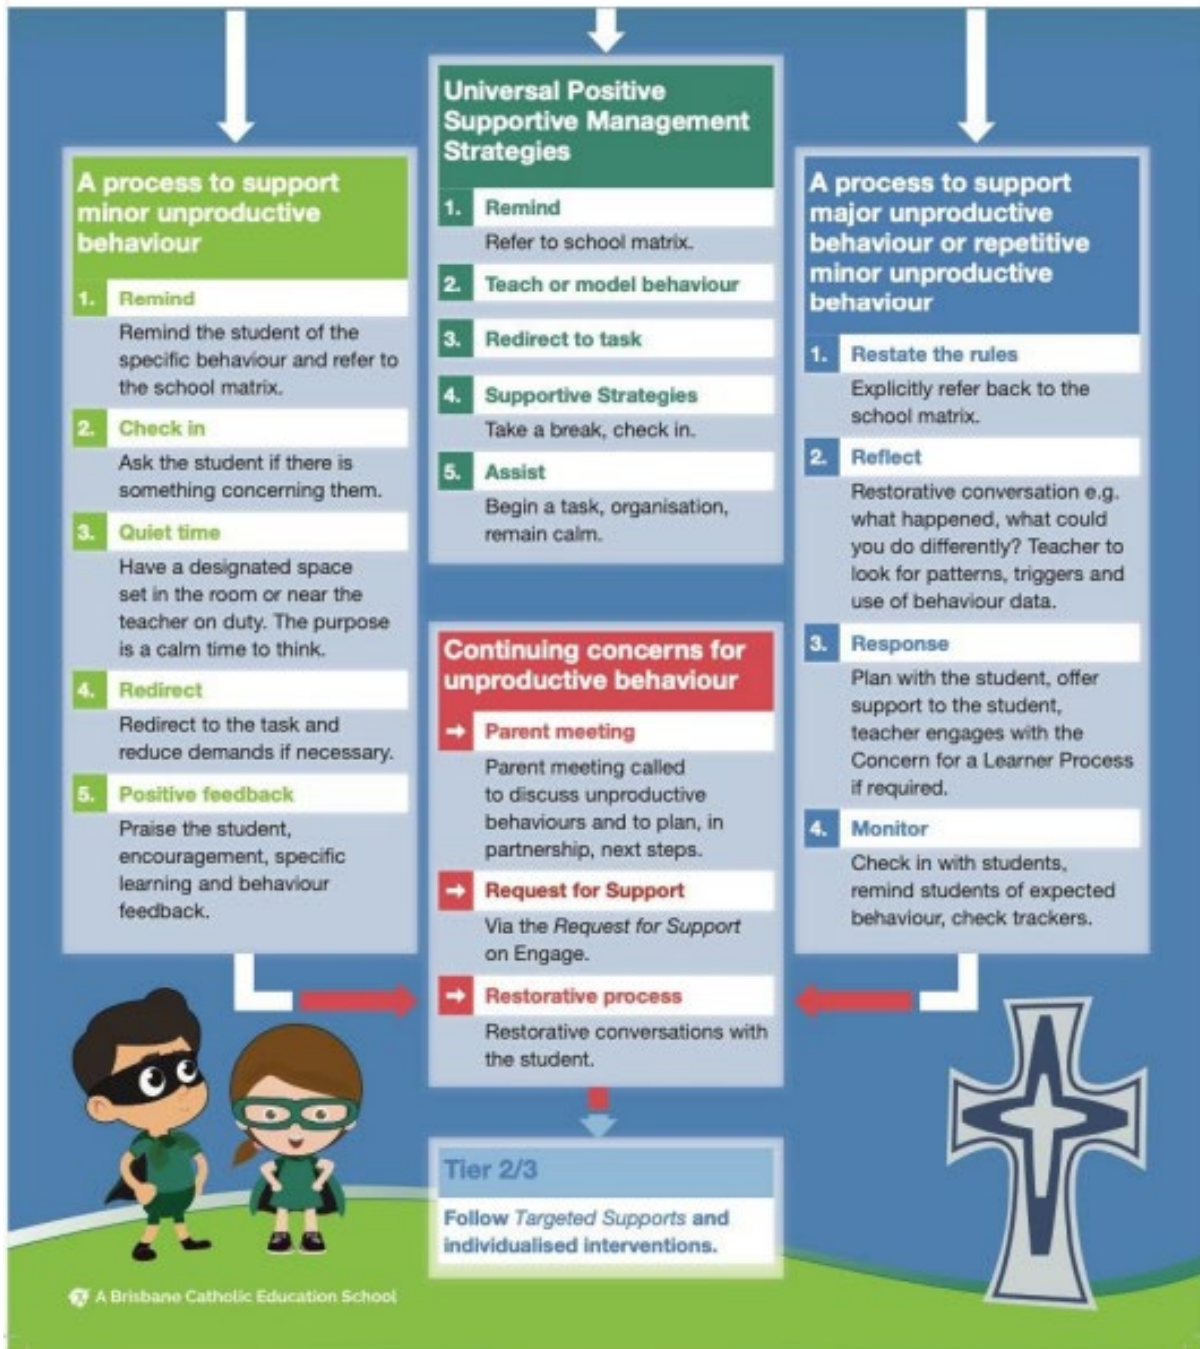 A process to support
minor unproductive
behaviour
1. Remind
Remind the student of the
specific behaviour and refer to
the school matrix.
2. Check in
Ask the student if there is
something concerning them.
3. Quiet time
Have a designated space
set in the room or near the
teacher on duty. The purpose
is a calm time to think.
4. Redirect
Redirect to the task and
reduce demands if necessary.
5. Positive feedback
Praise the student,
encouragement, specific
learning and behaviour
feedback.
Universal Positive
Supportive Management
Strategies
1. Remind
Refer to school matrix.
2. Teach or model behaviour
3. Redirect to task
4. Supportive Strategies
Take a break, check in.
5. Assist
Begin a task, organisation,
remain calm.
A process to support
major unproductive
behaviour or repetitive
minor unproductive
behaviour
1. Restate the rules
Explicitly refer back to the
school matrix.
2. Reflect
Restorative conversation e.g.
what happened, what could
you do differently? Teacher to
look for patterns, triggers and
use of behaviour data.
3. Response
Plan with the student, offer
support to the student,
teacher engages with the
Concern for a Learner Process
if required.
4. Monitor
Check in with students,
remind students of expected
behaviour, check trackers.
Continuing concerns for
unproductive behaviour
→ Parent meeting
Parent meeting called
to discuss unproductive
behaviours and to plan, in
partnership, next steps.
→ Request for Support
Via the Request for Support
on Engage.
→ Restorative process
Restorative conversations with
the student.
Tier 2/3
Follow Targeted Supports and
individualised interventions.
A Brisbane Catholic Education School